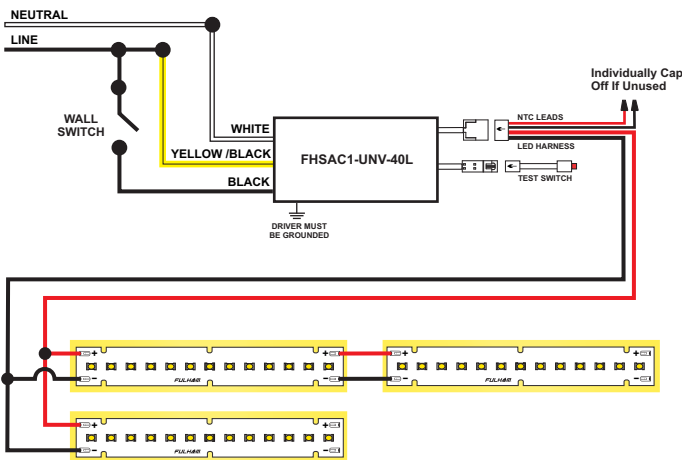 NEUTRAL
LINE
WALL
SWITCH
WHITE
YELLOW /BLACK
BLACK
FHSAC1-UNV-40L
DRIVER MUST
BE GROUNDED
Individually Cap
Off If Unused
NTC LEADS
LED HARNESS
TEST SWITCH
+ +
- -
FULHAM
+ +
- -
FULHAM
+ +
- -
FULHAM